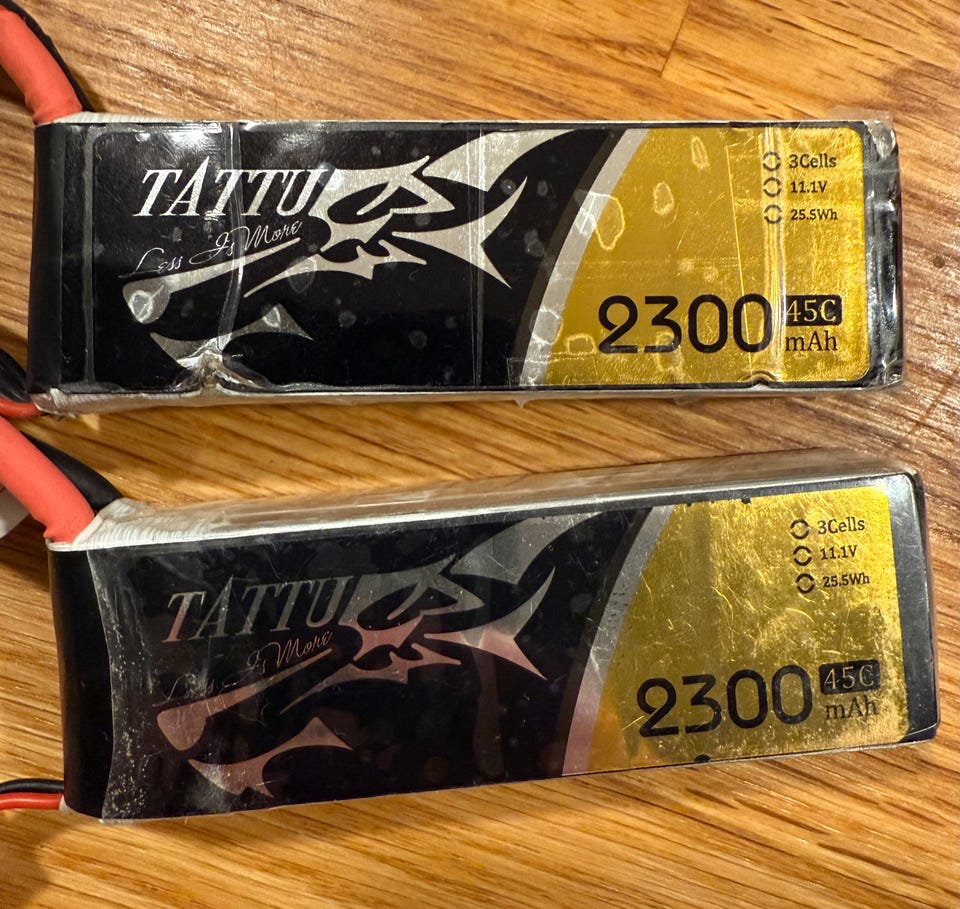 TATTU
Less Is More
3Cells
11.1V
25.5Wh
2300 45C
mAh
TATTU
Less Is More
3Cells
11.1V
25.5Wh
2300 45C
mAh